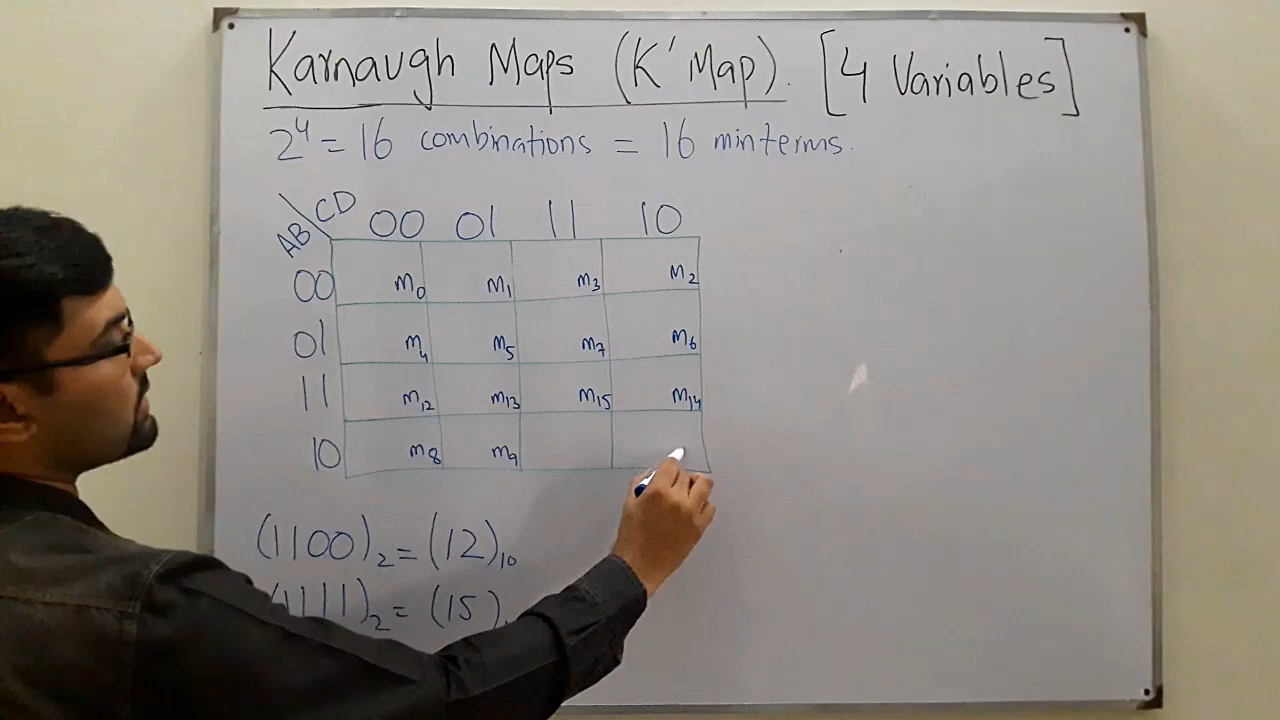 Karnaugh Maps (K' Map). [4 Variables]
2⁴ = 16 combinations = 16 minterms.
AB\CD 00 01 11 10
00 m₀ m₁ m₃ m₂
01 m₄ m₅ m₇ m₆
11 m₁₂ m₁₃ m₁₅ m₁₄
10 m₈ m₉
(1100)₂ = (12)₁₀
(1111)₂ = (15)